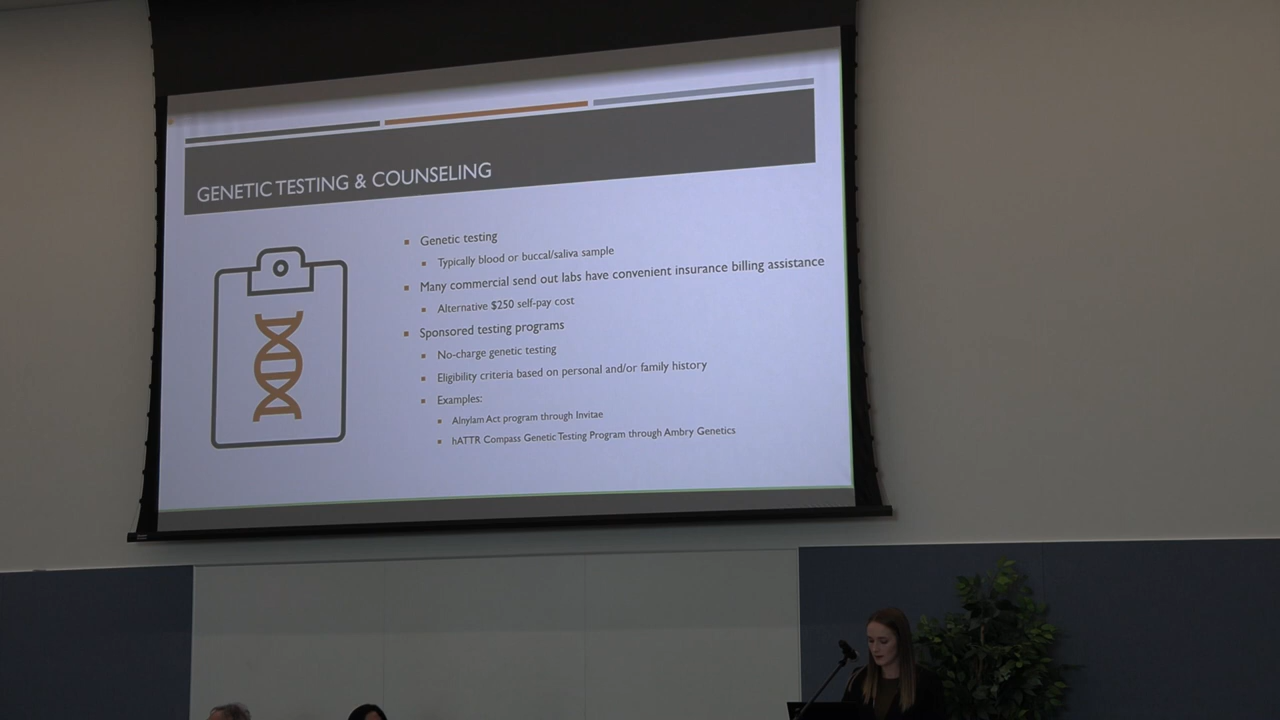 GENETIC TESTING & COUNSELING
Genetic testing
Typically blood or buccal/saliva sample
Many commercial send out labs have convenient insurance billing assistance
Alternative $250 self-pay cost
Sponsored testing programs
No-charge genetic testing
Eligibility criteria based on personal and/or family history
Examples:
Alnylam Act program through Invitae
hATTR Compass Genetic Testing Program through Ambry Genetics